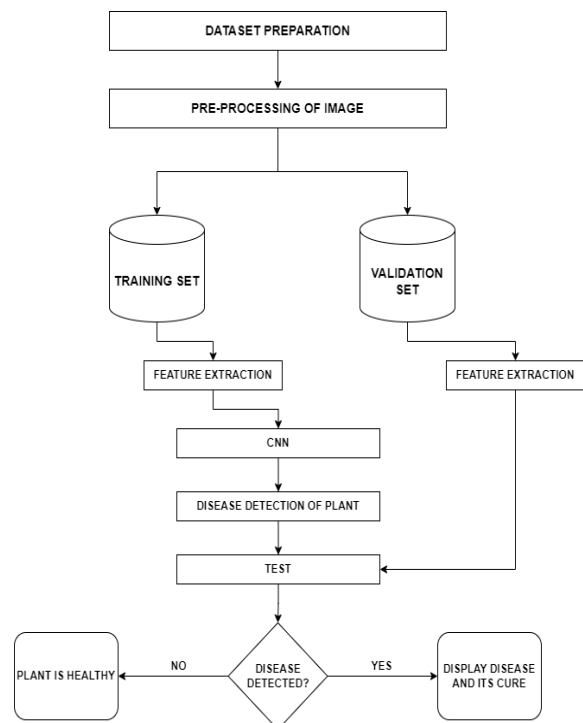 DATASET PREPARATION
PRE-PROCESSING OF IMAGE
TRAINING SET
VALIDATION
SET
FEATURE EXTRACTION
FEATURE EXTRACTION
CNN
DISEASE DETECTION OF PLANT
TEST
PLANT IS HEALTHY
NO
DISEASE
DETECTED?
YES
DISPLAY DISEASE
AND ITS CURE